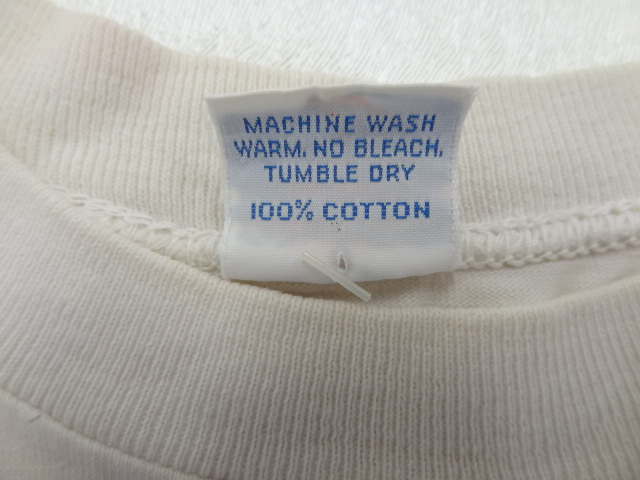 MACHINE WASH
WARM. NO BLEACH.
TUMBLE DRY
100% COTTON